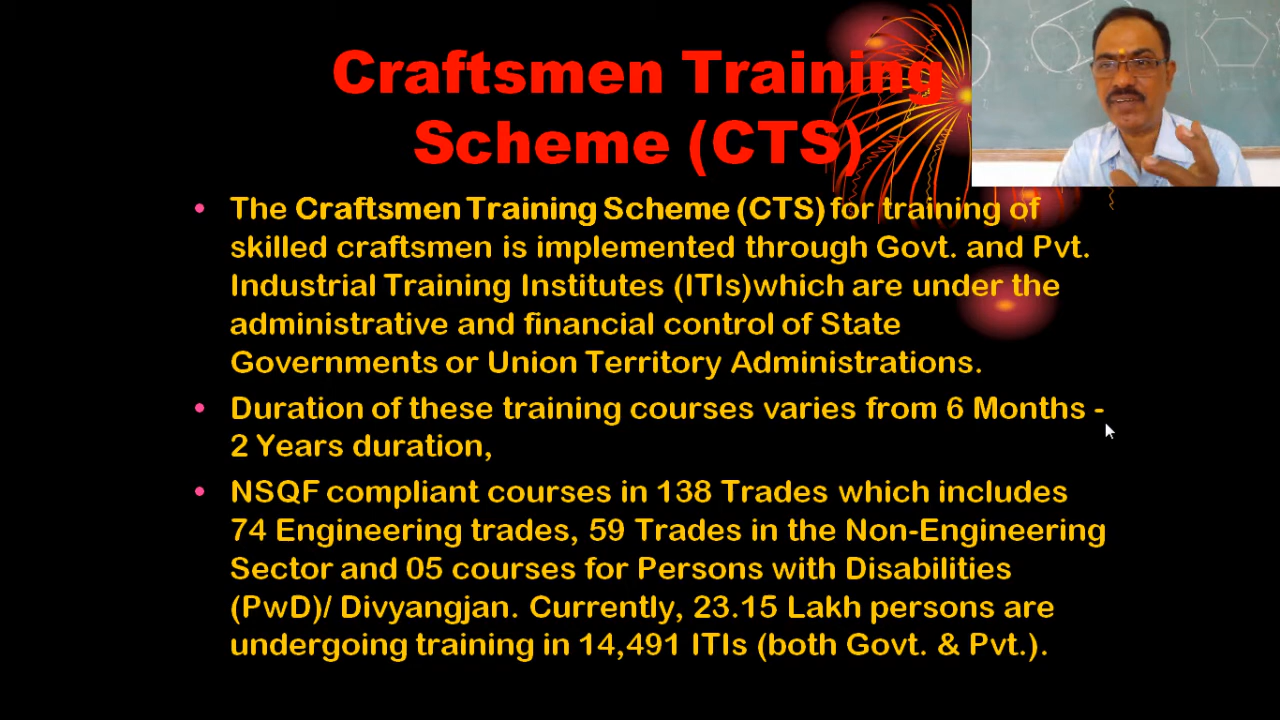 Craftsmen Training
Scheme (CTS)
• The Craftsmen Training Scheme (CTS) for training of
skilled craftsmen is implemented through Govt. and Pvt.
Industrial Training Institutes (ITIs)which are under the
administrative and financial control of State
Governments or Union Territory Administrations.
• Duration of these training courses varies from 6 Months -
2 Years duration,
• NSQF compliant courses in 138 Trades which includes
74 Engineering trades, 59 Trades in the Non-Engineering
Sector and 05 courses for Persons with Disabilities
(PwD)/ Divyangjan. Currently, 23.15 Lakh persons are
undergoing training in 14,491 ITIs (both Govt. & Pvt.).